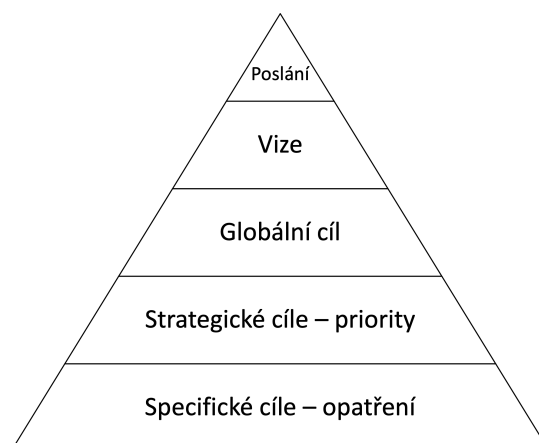 Poslání
Vize
Globální cíl
Strategické cíle – priority
Specifické cíle – opatření